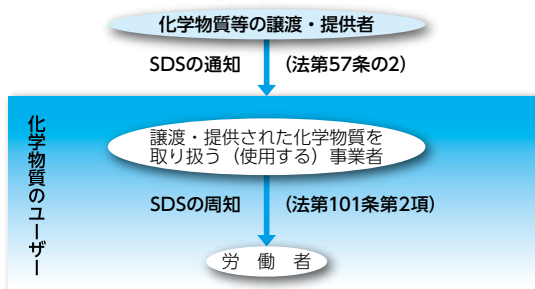 化学物質等の譲渡・提供者
SDSの通知 （法第57条の2）
化学物質のユーザー
譲渡・提供された化学物質を
取り扱う（使用する）事業者
SDSの周知 （法第101条第2項）
労 働 者